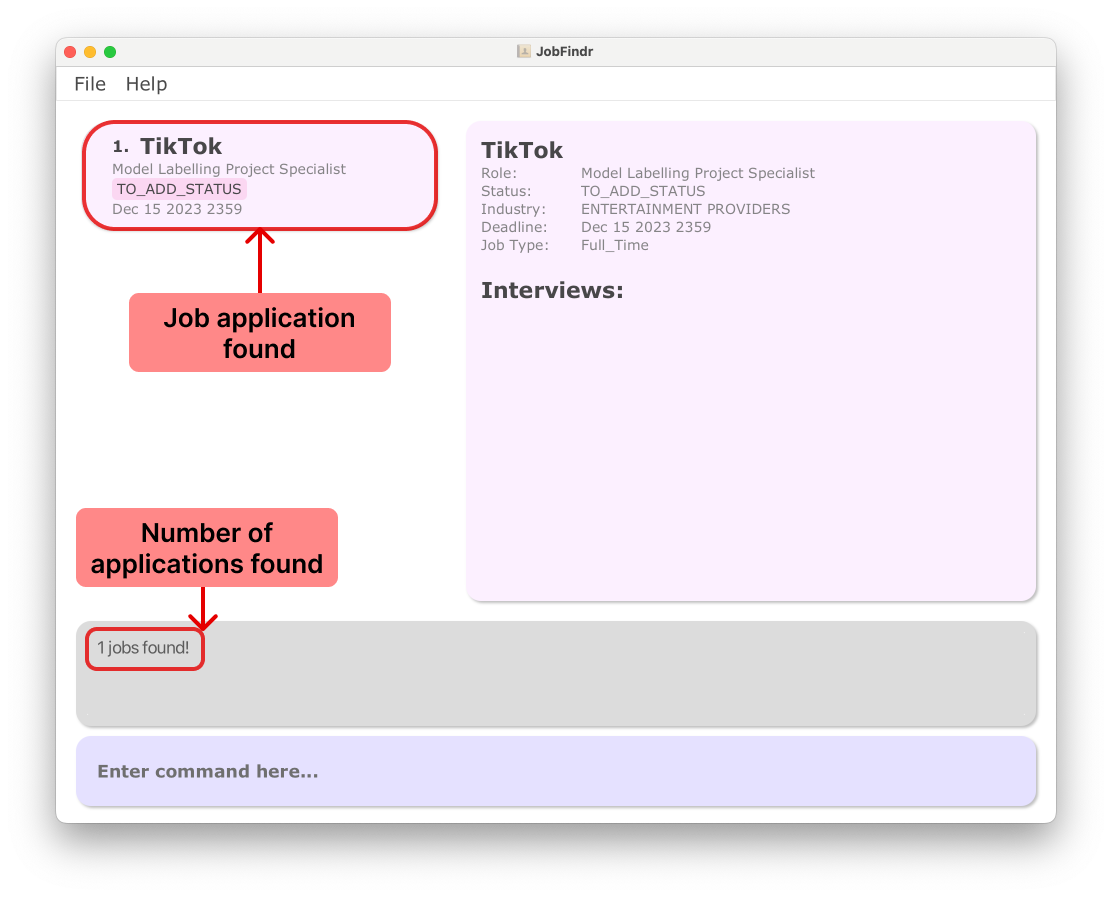 JobFindr
File Help
1. TikTok
Model Labelling Project Specialist
TO_ADD_STATUS
Dec 15 2023 2359
Job application
found
Number of
applications found
TikTok
Role: Model Labelling Project Specialist
Status: TO_ADD_STATUS
Industry: ENTERTAINMENT PROVIDERS
Deadline: Dec 15 2023 2359
Job Type: Full_Time
Interviews:
1 jobs found!
Enter command here...